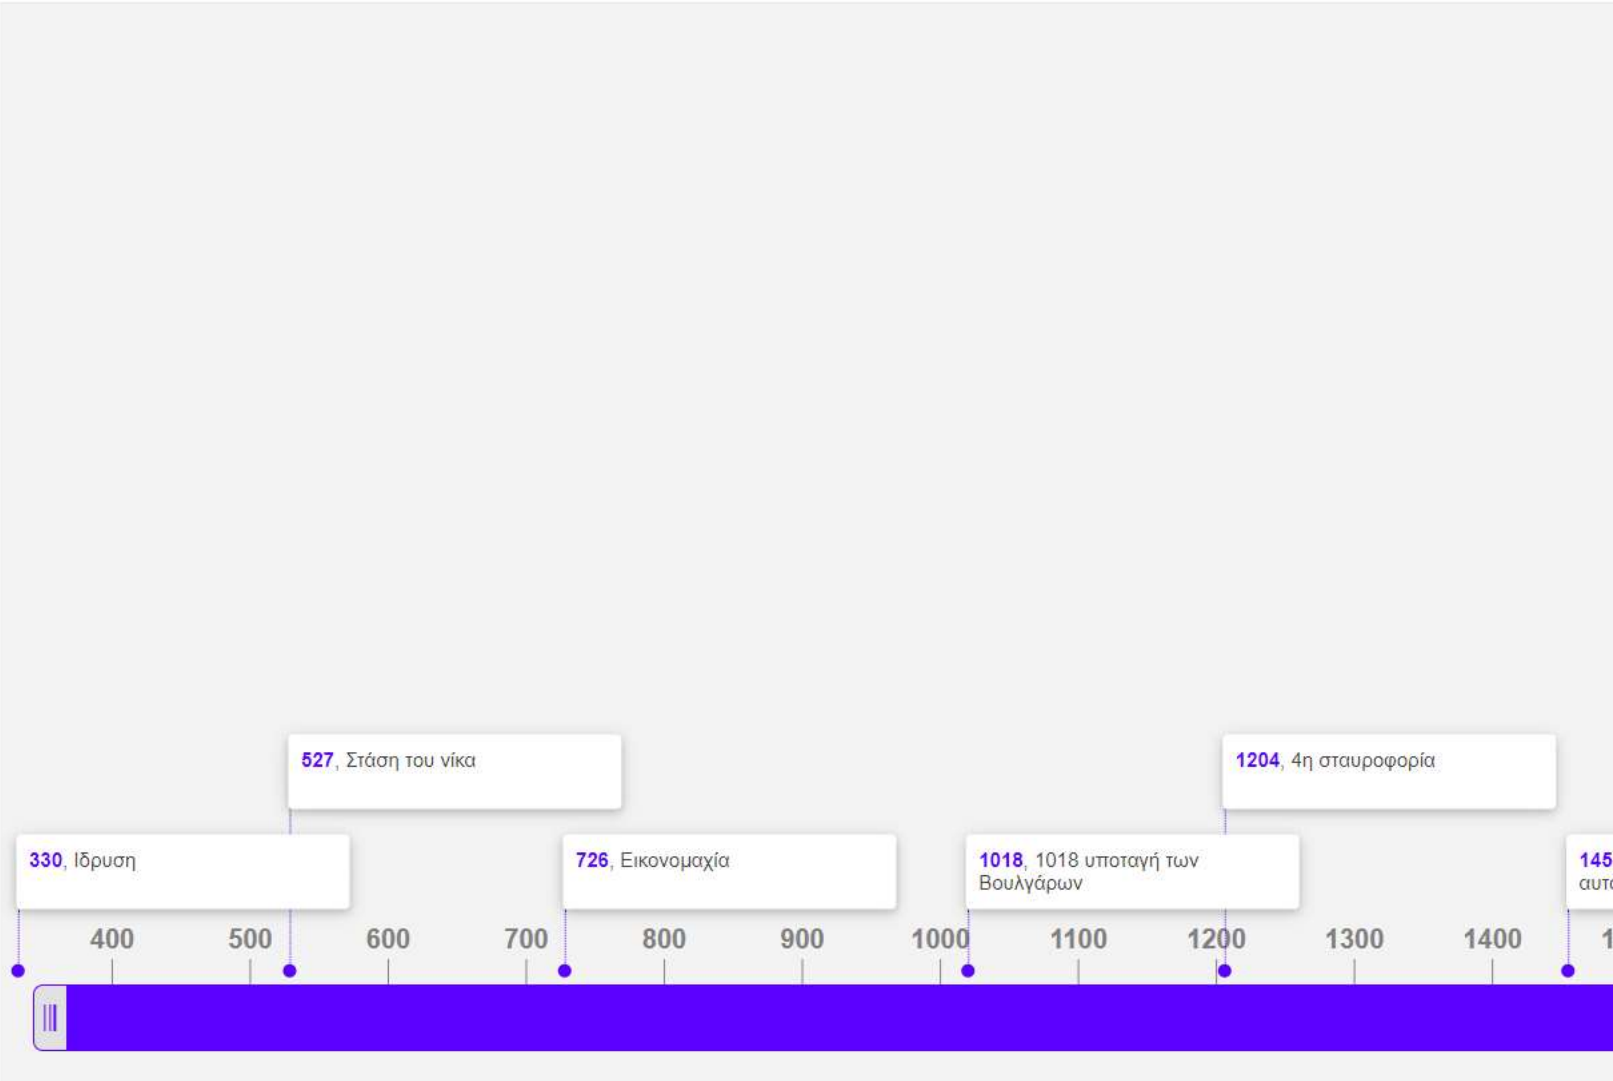 527, Στάση του νίκα
1204, 4η σταυροφορία
330, Ιδρυση
726, Εικονομαχία
1018, 1018 υποταγή των
Βουλγάρων
400 500 600 700 800 900 1000 1100 1200 1300 1400